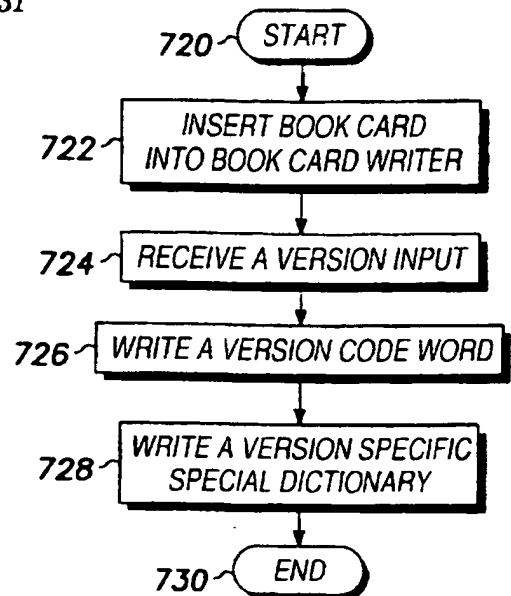 720 START
722 INSERT BOOK CARD
INTO BOOK CARD WRITER
724 RECEIVE A VERSION INPUT
726 WRITE A VERSION CODE WORD
728 WRITE A VERSION SPECIFIC
SPECIAL DICTIONARY
730 END